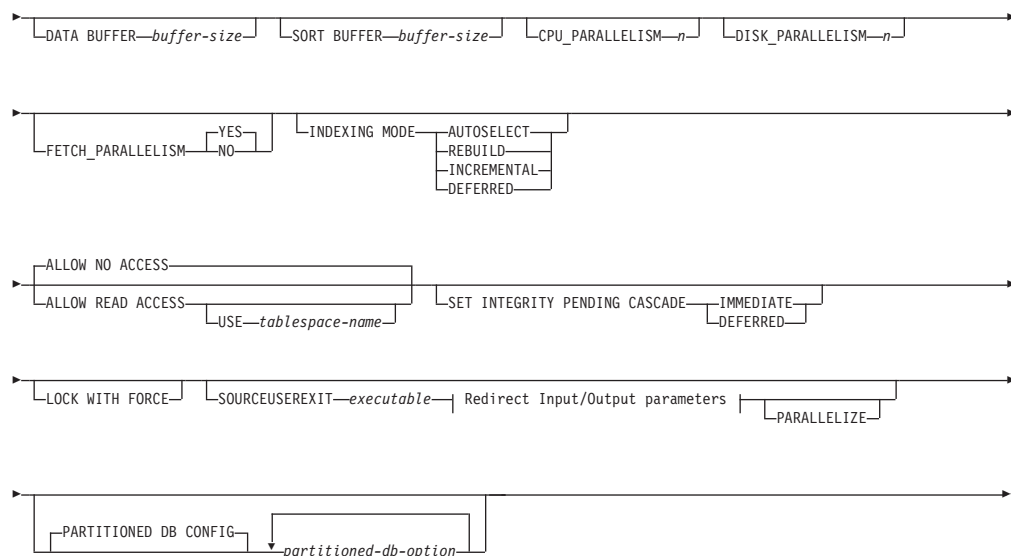 DATA BUFFER buffer-size SORT BUFFER buffer-size CPU_PARALLELISM n DISK_PARALLELISM n
YES
FETCH_PARALLELISM NO
INDEXING MODE AUTOSELECT
REBUILD
INCREMENTAL
DEFERRED
ALLOW NO ACCESS
ALLOW READ ACCESS
USE tablespace-name
SET INTEGRITY PENDING CASCADE IMMEDIATE
DEFERRED
LOCK WITH FORCE SOURCEUSEREXIT executable Redirect Input/Output parameters
PARALLELIZE
PARTITIONED DB CONFIG
partitioned-db-option